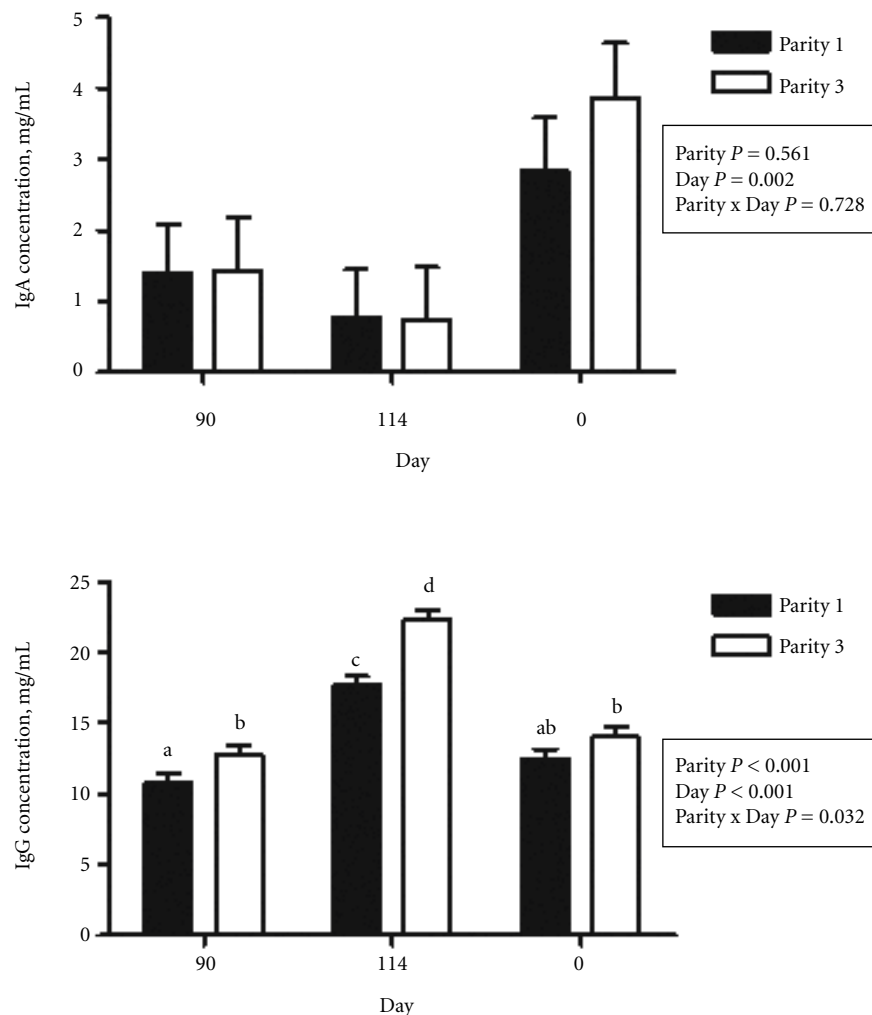 5
4
3
2
1
0
IgA concentration, mg/mL
90
114
0
Day
Parity 1
Parity 3
Parity P = 0.561
Day P = 0.002
Parity x Day P = 0.728
25
20
15
10
5
0
IgG concentration, mg/mL
a
b
c
d
ab
b
90
114
0
Day
Parity 1
Parity 3
Parity P < 0.001
Day P < 0.001
Parity x Day P = 0.032